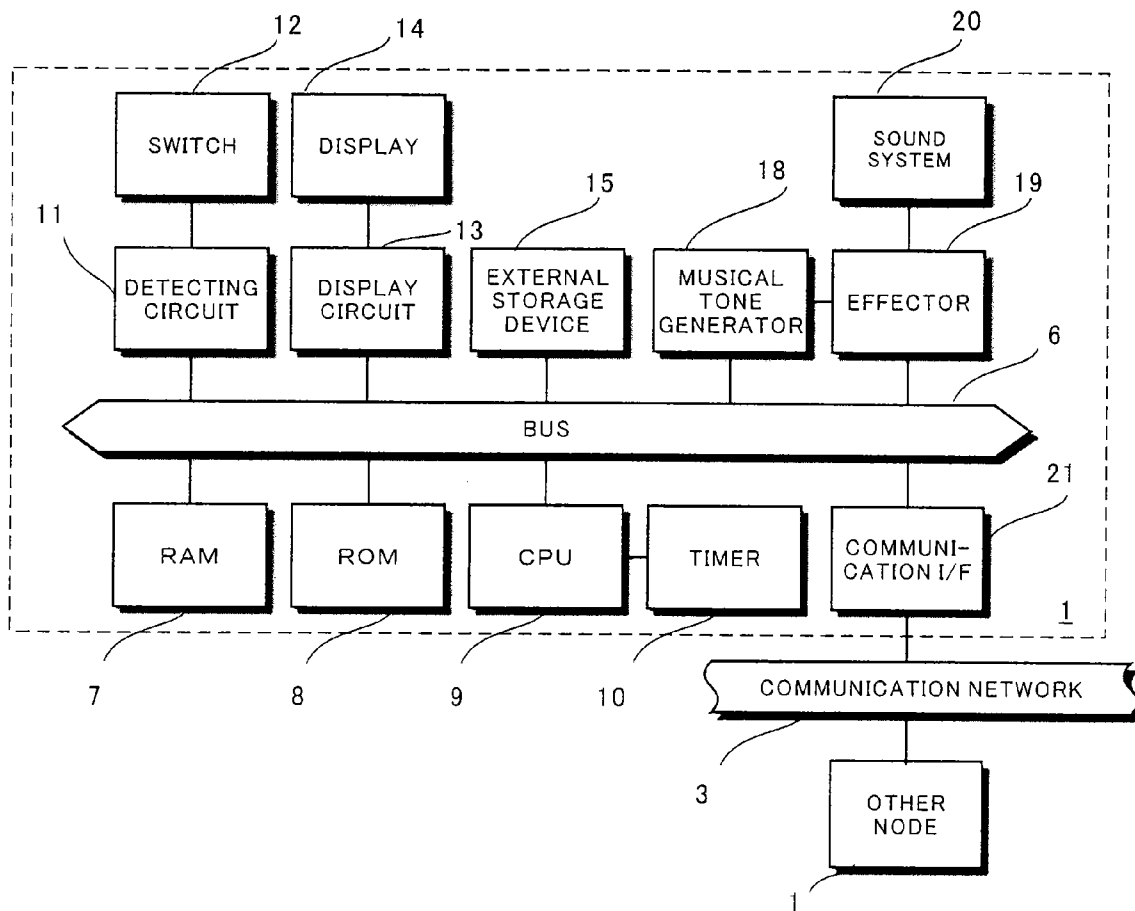 12
14
20
SWITCH
DISPLAY
SOUND
SYSTEM
15
18
19
11
13
DETECTING
CIRCUIT
DISPLAY
CIRCUIT
EXTERNAL
STORAGE
DEVICE
MUSICAL
TONE
GENERATOR
EFFECTOR
6
BUS
21
RAM
ROM
CPU
TIMER
COMMUNI-
CATION I/F
1
7
8
9
10
COMMUNICATION NETWORK
3
OTHER
NODE
1